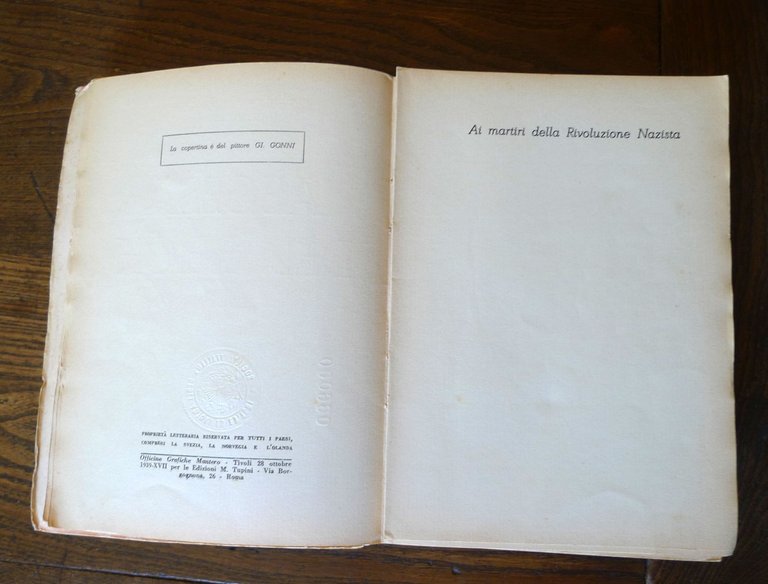 La copertina è del pittore GI. GONNI
PROPRIETÀ LETTERARIA RISERVATA PER TUTTI I PAESI,
COMPRESI LA SVEZIA, LA NORVEGIA E L'OLANDA
Officine Grafiche Mantero - Tivoli 28 ottobre
1939-XVII per le Edizioni M. Tupini - Via Bor-
gognona, 26 - Roma
Ai martiri della Rivoluzione Nazista